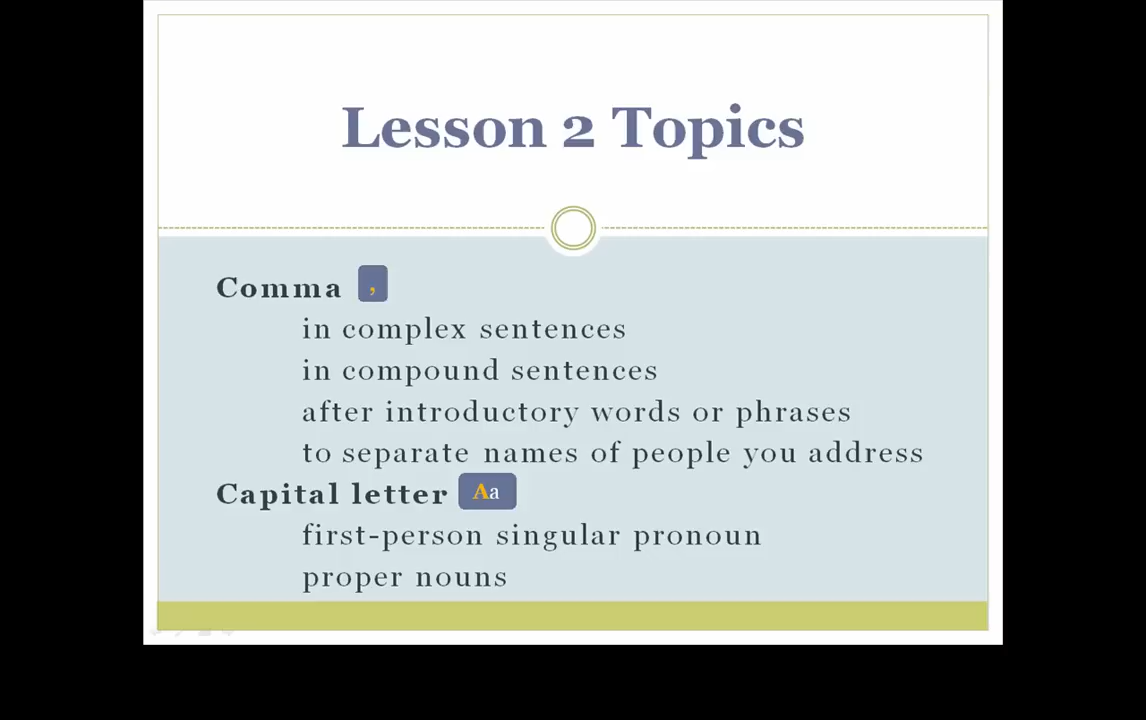 Lesson 2 Topics
Comma ,
in complex sentences
in compound sentences
after introductory words or phrases
to separate names of people you address
Capital letter Aa
first-person singular pronoun
proper nouns